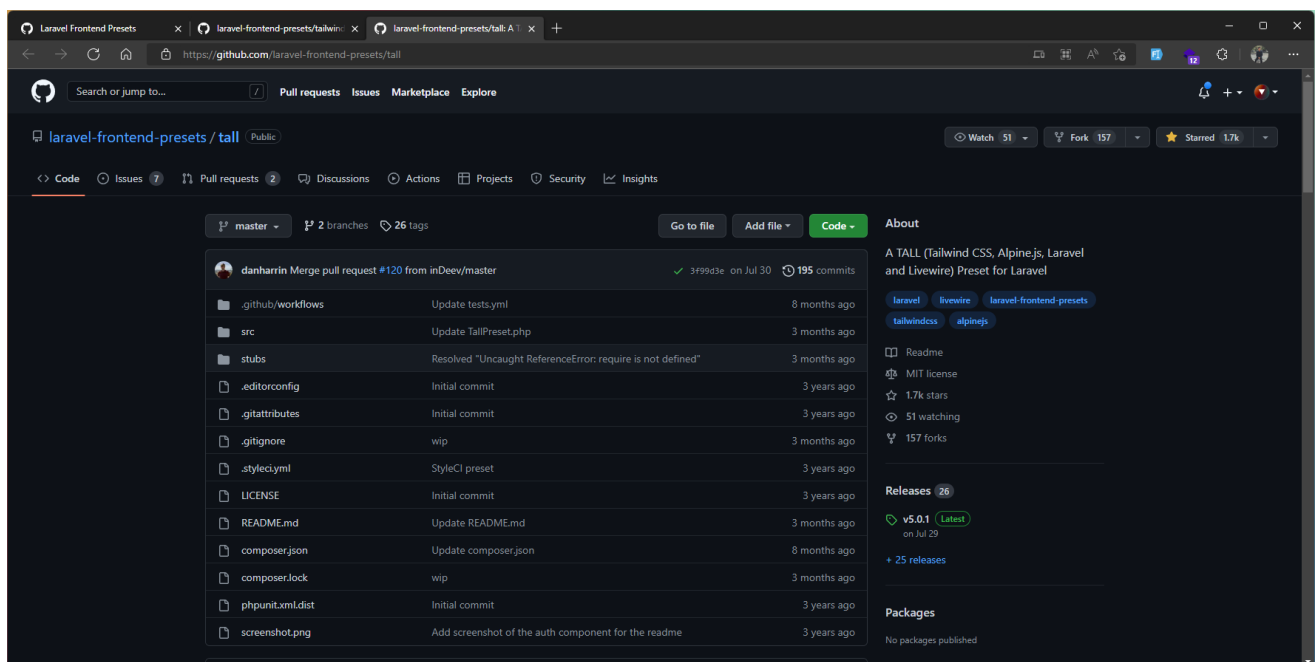 Laravel Frontend Presets
laravel-frontend-presets/tailwind
laravel-frontend-presets/tall: A T
https://github.com/laravel-frontend-presets/tall
12
Search or jump to... /
Pull requests Issues Marketplace Explore
laravel-frontend-presets / tall Public
Watch 51 Fork 157 Starred 1.7k
Code Issues 7 Pull requests 2 Discussions Actions Projects Security Insights
master 2 branches 26 tags Go to file Add file Code
danharrin Merge pull request #120 from inDeev/master 3f99d3e on Jul 30 195 commits
.github/workflows Update tests.yml 8 months ago
src Update TallPreset.php 3 months ago
stubs Resolved "Uncaught ReferenceError: require is not defined" 3 months ago
.editorconfig Initial commit 3 years ago
.gitattributes Initial commit 3 years ago
.gitignore wip 3 months ago
.styleci.yml StyleCI preset 3 years ago
LICENSE Initial commit 3 years ago
README.md Update README.md 3 months ago
composer.json Update composer.json 8 months ago
composer.lock wip 3 months ago
phpunit.xml.dist Initial commit 3 years ago
screenshot.png Add screenshot of the auth component for the readme 3 years ago
About
A TALL (Tailwind CSS, Alpine.js, Laravel
and Livewire) Preset for Laravel
laravel livewire laravel-frontend-presets
tailwindcss alpinejs
Readme
MIT license
1.7k stars
51 watching
157 forks
Releases 26
v5.0.1 Latest
on Jul 29
+ 25 releases
Packages
No packages published